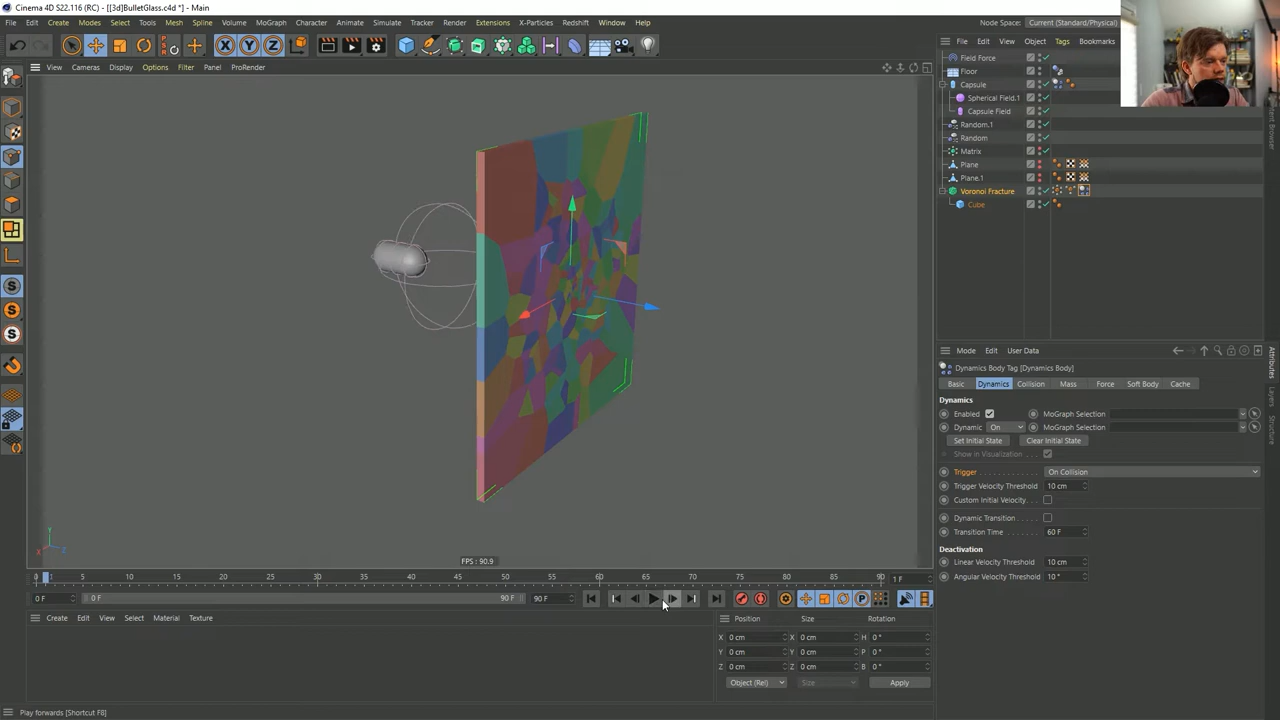 Cinema 4D S22.116 (RC) - [[3d]BulletGlass.c4d *] - Main
File Edit Create Modes Select Tools Mesh Spline Volume MoGraph Character Animate Simulate Tracker Render Extensions X-Particles Redshift Window Help Node Space: Current (Standard/Physical)
File Edit View Object Tags Bookmarks
View Cameras Display Options Filter Panel ProRender
Field Force
Floor
Capsule
Spherical Field.1
Capsule Field
Random.1
Random
Matrix
Plane
Plane.1
Voronoi Fracture
Cube
Content Browser
Mode Edit User Data
Dynamics Body Tag [Dynamics Body]
Basic Dynamics Collision Mass Force Soft Body Cache
Dynamics
Enabled MoGraph Selection
Dynamic On MoGraph Selection
Set Initial State Clear Initial State
Show in Visualization
Trigger On Collision
Trigger Velocity Threshold 10 cm
Custom Initial Velocity
Dynamic Transition
Transition Time 60 F
Deactivation
Linear Velocity Threshold 10 cm
Angular Velocity Threshold 10 °
Attributes
Layers
Structure
Y
X Z
FPS : 90.9
0 1 5 10 15 20 25 30 35 40 45 50 55 60 65 70 75 80 85 90 1 F
0 F 0 F 90 F 90 F
Create Edit View Select Material Texture
Position Size Rotation
X 0 cm X 0 cm H 0 °
Y 0 cm Y 0 cm P 0 °
Z 0 cm Z 0 cm B 0 °
Object (Rel) Size Apply
Play forwards [Shortcut F8]